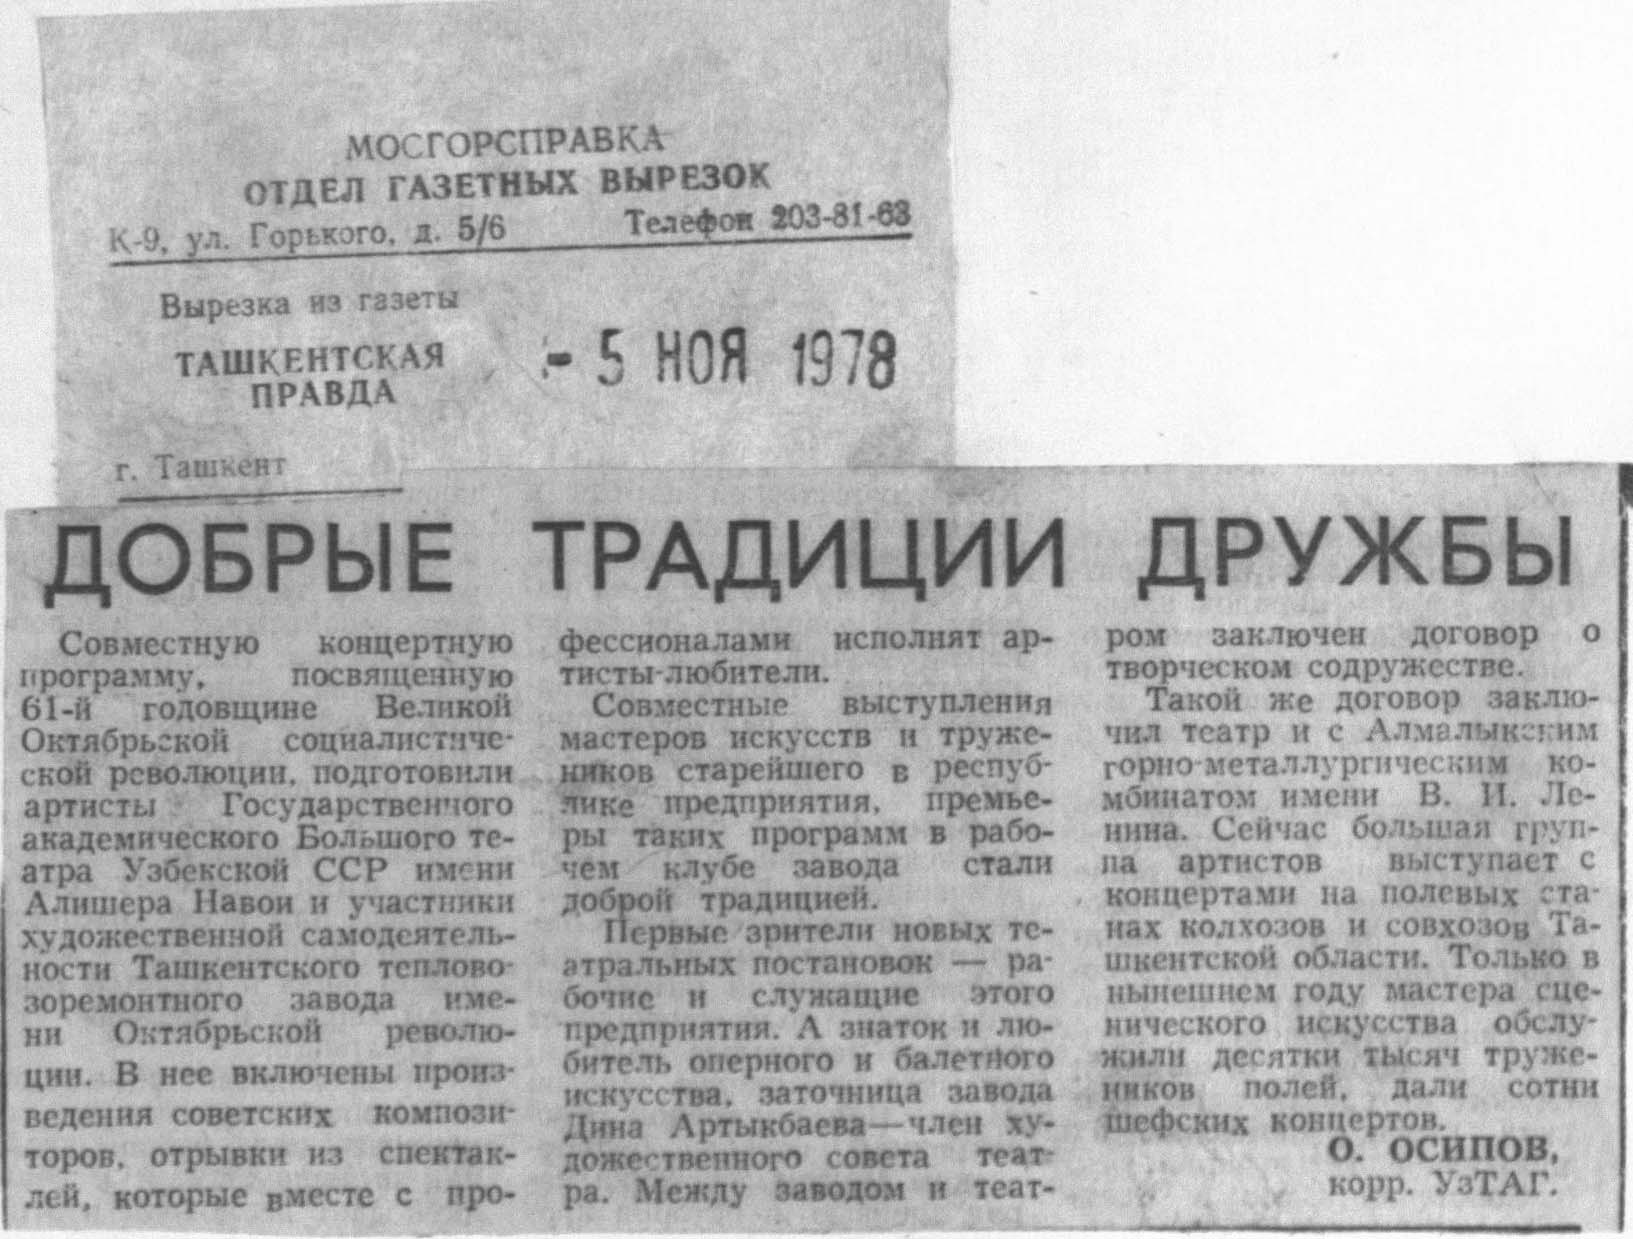 МОСГОРСПРАВКА
ОТДЕЛ ГАЗЕТНЫХ ВЫРЕЗОК
К-9, ул. Горького, д. 5/6 Телефон 203-81-63
Вырезка из газеты
ТАШКЕНТСКАЯ
ПРАВДА
- 5 НОЯ 1978
г. Ташкент
ДОБРЫЕ ТРАДИЦИИ ДРУЖБЫ
Совместную концертную
программу, посвященную
61-й годовщине Великой
Октябрьской социалистиче-
ской революции, подготовили
артисты Государственного
академического Большого те-
атра Узбекской ССР имени
Алишера Навои и участники
художественной самодеятель-
ности Ташкентского теплово-
зоремонтного завода име-
ни Октябрьской револю-
ции. В нее включены произ-
ведения советских компози-
торов, отрывки из спектак-
лей, которые вместе с про-
фессионалами исполнят ар-
тисты-любители.
Совместные выступления
мастеров искусств и труже-
ников старейшего в респуб-
лике предприятия, премье-
ры таких программ в рабо-
чем клубе завода стали
доброй традицией.
Первые зрители новых те-
атральных постановок — ра-
бочие и служащие этого
предприятия. А знаток и лю-
битель оперного и балетного
искусства, заточница завода
Дина Артыкбаева—член ху-
дожественного совета теат-
ра. Между заводом и теат-
ром заключен договор о
творческом содружестве.
Такой же договор заклю-
чил театр и с Алмалыкским
горно-металлургическим ко-
мбинатом имени В. И. Ле-
нина. Сейчас большая груп-
па артистов выступает с
концертами на полевых ста-
нах колхозов и совхозов Та-
шкентской области. Только в
нынешнем году мастера сце-
нического искусства обслу-
жили десятки тысяч труже-
ников полей, дали сотни
шефских концертов.
О. ОСИПОВ,
корр. УзТАГ.